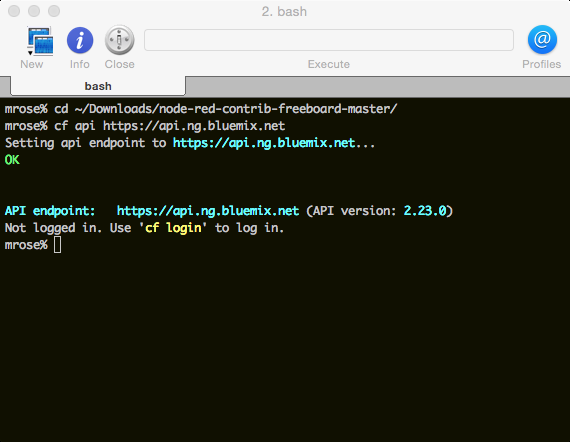 2. bash
New
Info
Close
Execute
@
Profiles
bash
mrose% cd ~/Downloads/node-red-contrib-freeboard-master/
mrose% cf api https://api.ng.bluemix.net
Setting api endpoint to https://api.ng.bluemix.net...
OK
API endpoint:   https://api.ng.bluemix.net (API version: 2.23.0)
Not logged in. Use 'cf login' to log in.
mrose%